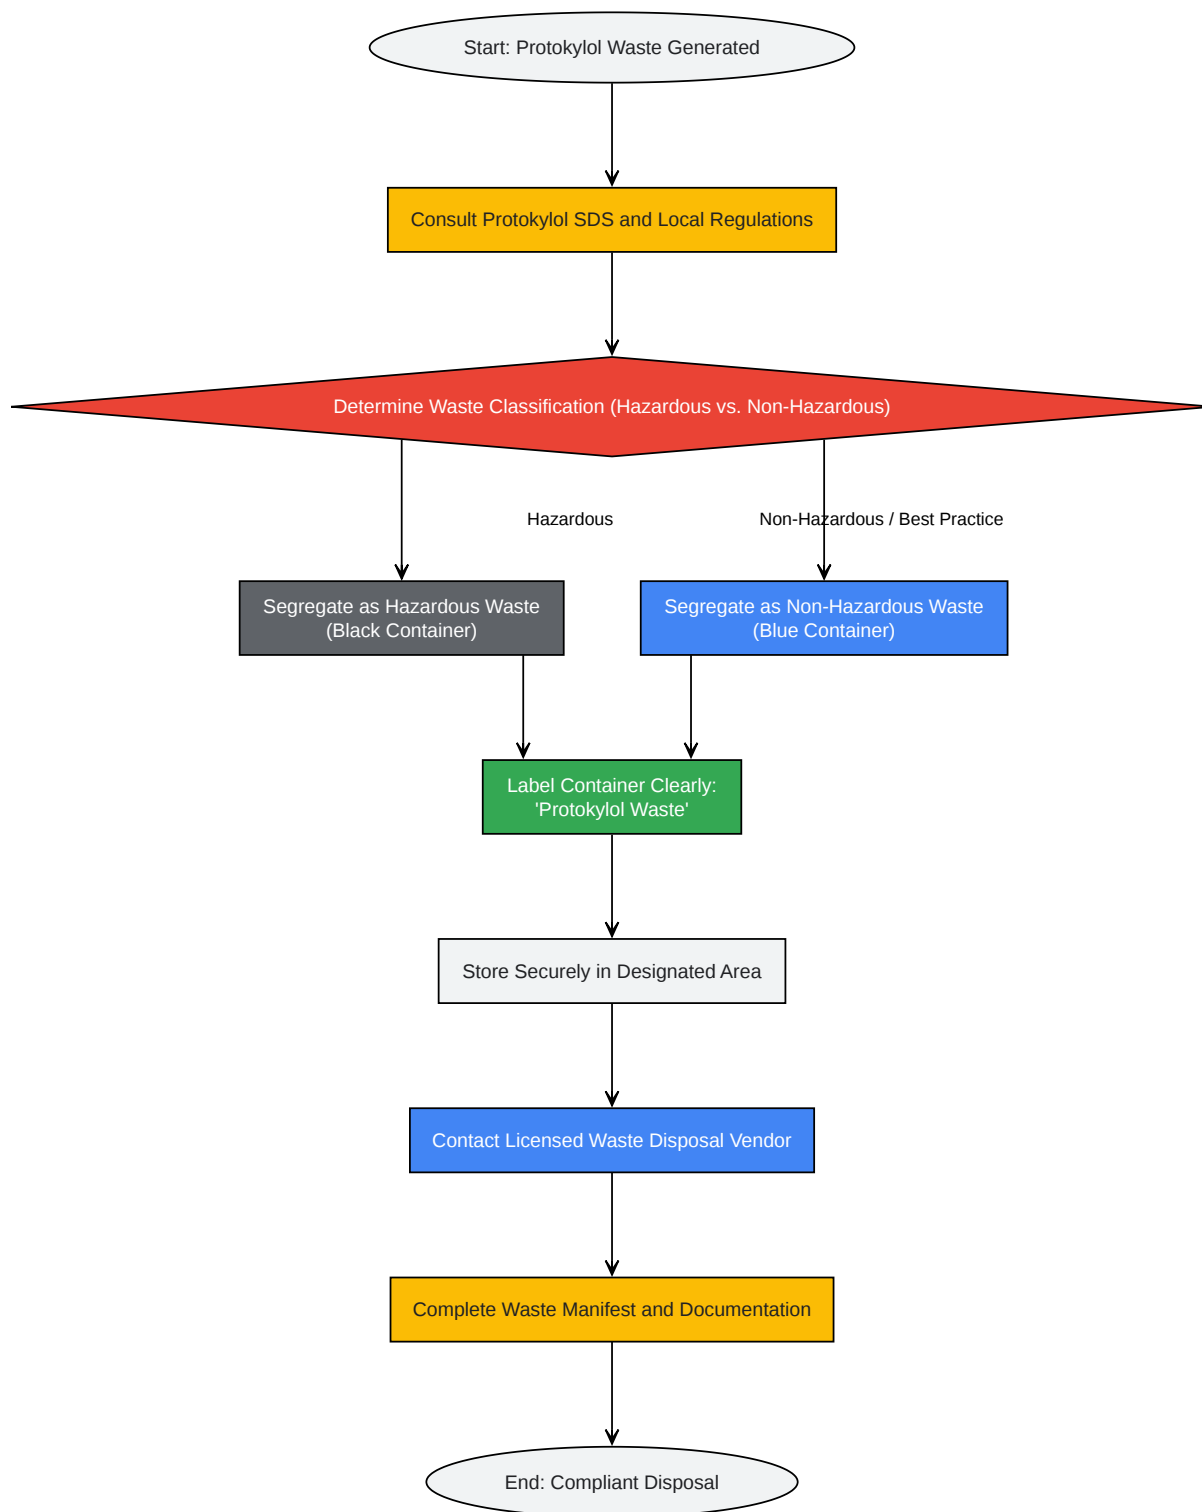 Start: Protokylol Waste Generated
Consult Protokylol SDS and Local Regulations
Determine Waste Classification (Hazardous vs. Non-Hazardous)
Hazardous
Non-Hazardous / Best Practice
Segregate as Hazardous Waste
(Black Container)
Segregate as Non-Hazardous Waste
(Blue Container)
Label Container Clearly:
'Protokylol Waste'
Store Securely in Designated Area
Contact Licensed Waste Disposal Vendor
Complete Waste Manifest and Documentation
End: Compliant Disposal